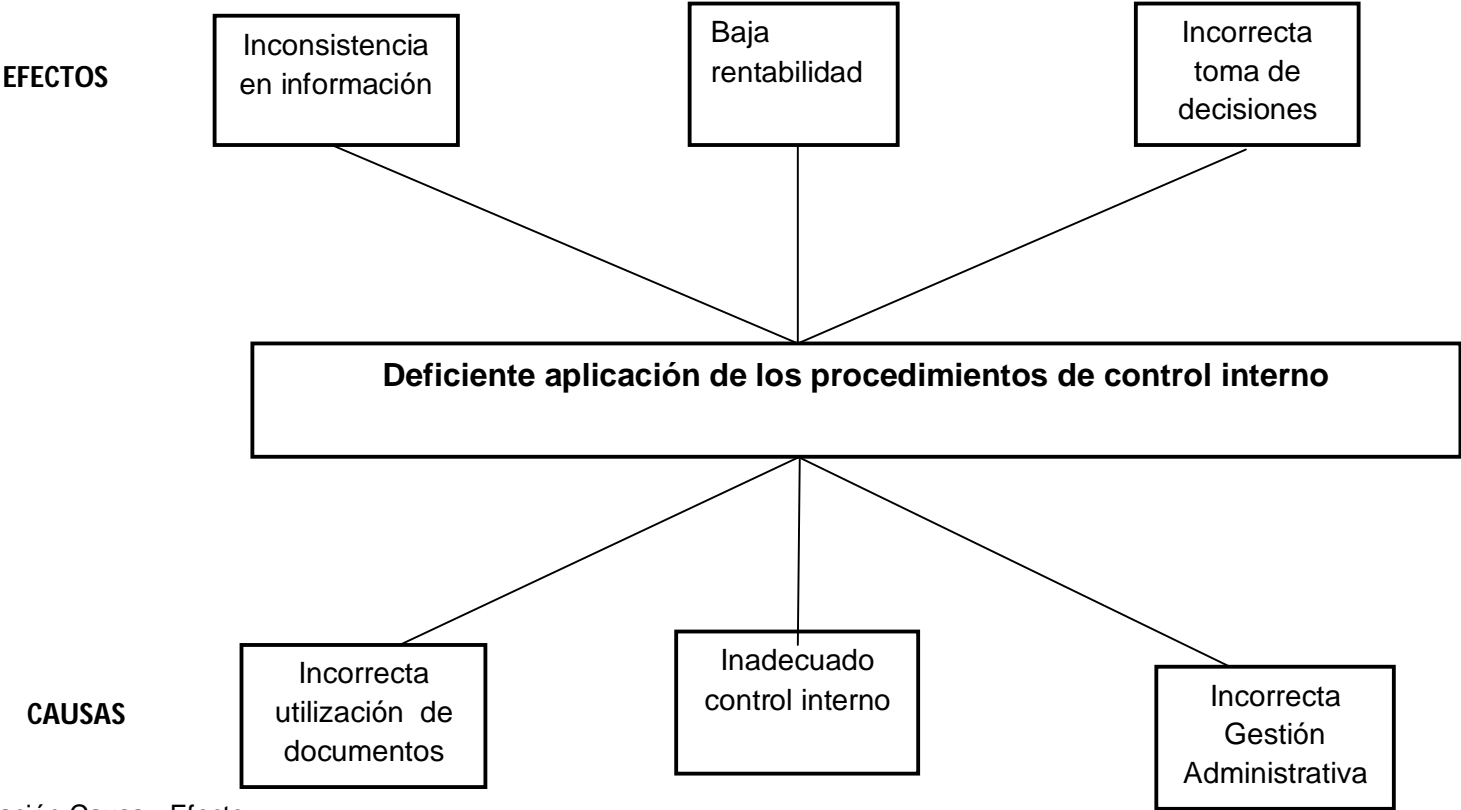 Inconsistencia
en información
Baja
rentabilidad
Incorrecta
toma de
decisiones
EFECTOS
Deficiente aplicación de los procedimientos de control interno
Incorrecta
utilización de
documentos
Inadecuado
control interno
Incorrecta
Gestión
Administrativa
CAUSAS